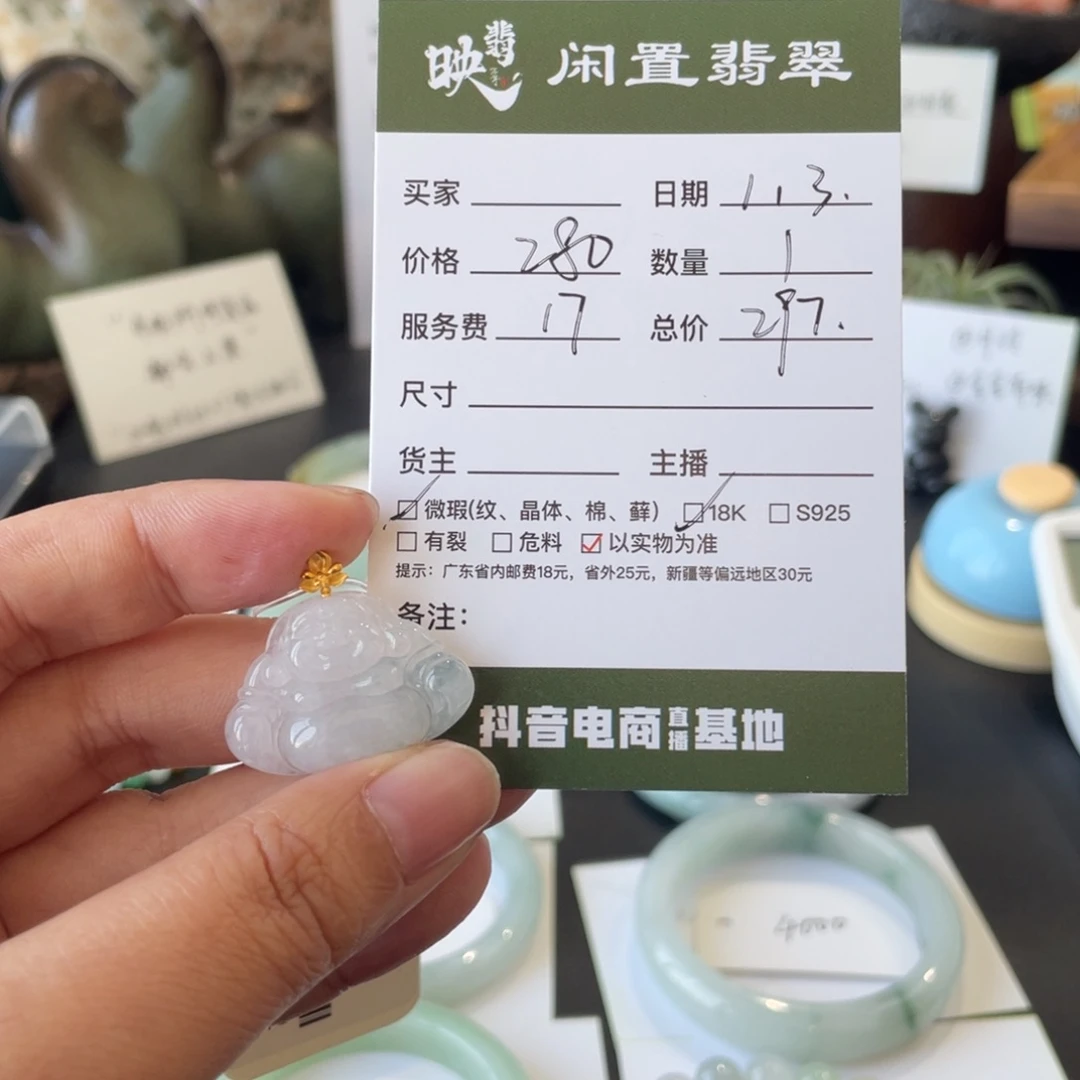 映翡 闲置翡翠
买家 日期 1 1 3.
价格 280 数量 1
服务费 17 总价 297.
尺寸
货主 主播
☑微瑕(纹、晶体、棉、藓) ☑18K □S925
□有裂 □危料 ☑以实物为准
提示：广东省内邮费18元，省外25元，新疆等偏远地区30元
备注：
抖音电商直播基地
4000